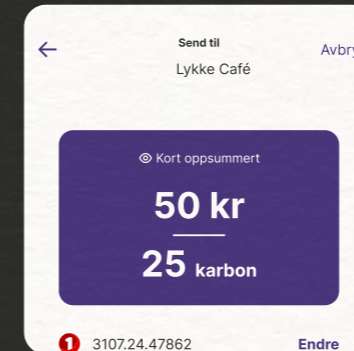 Send til
Avbry
Lykke Café
Kort oppsummert
50 kr
25 karbon
1 3107.24.47862 Endre